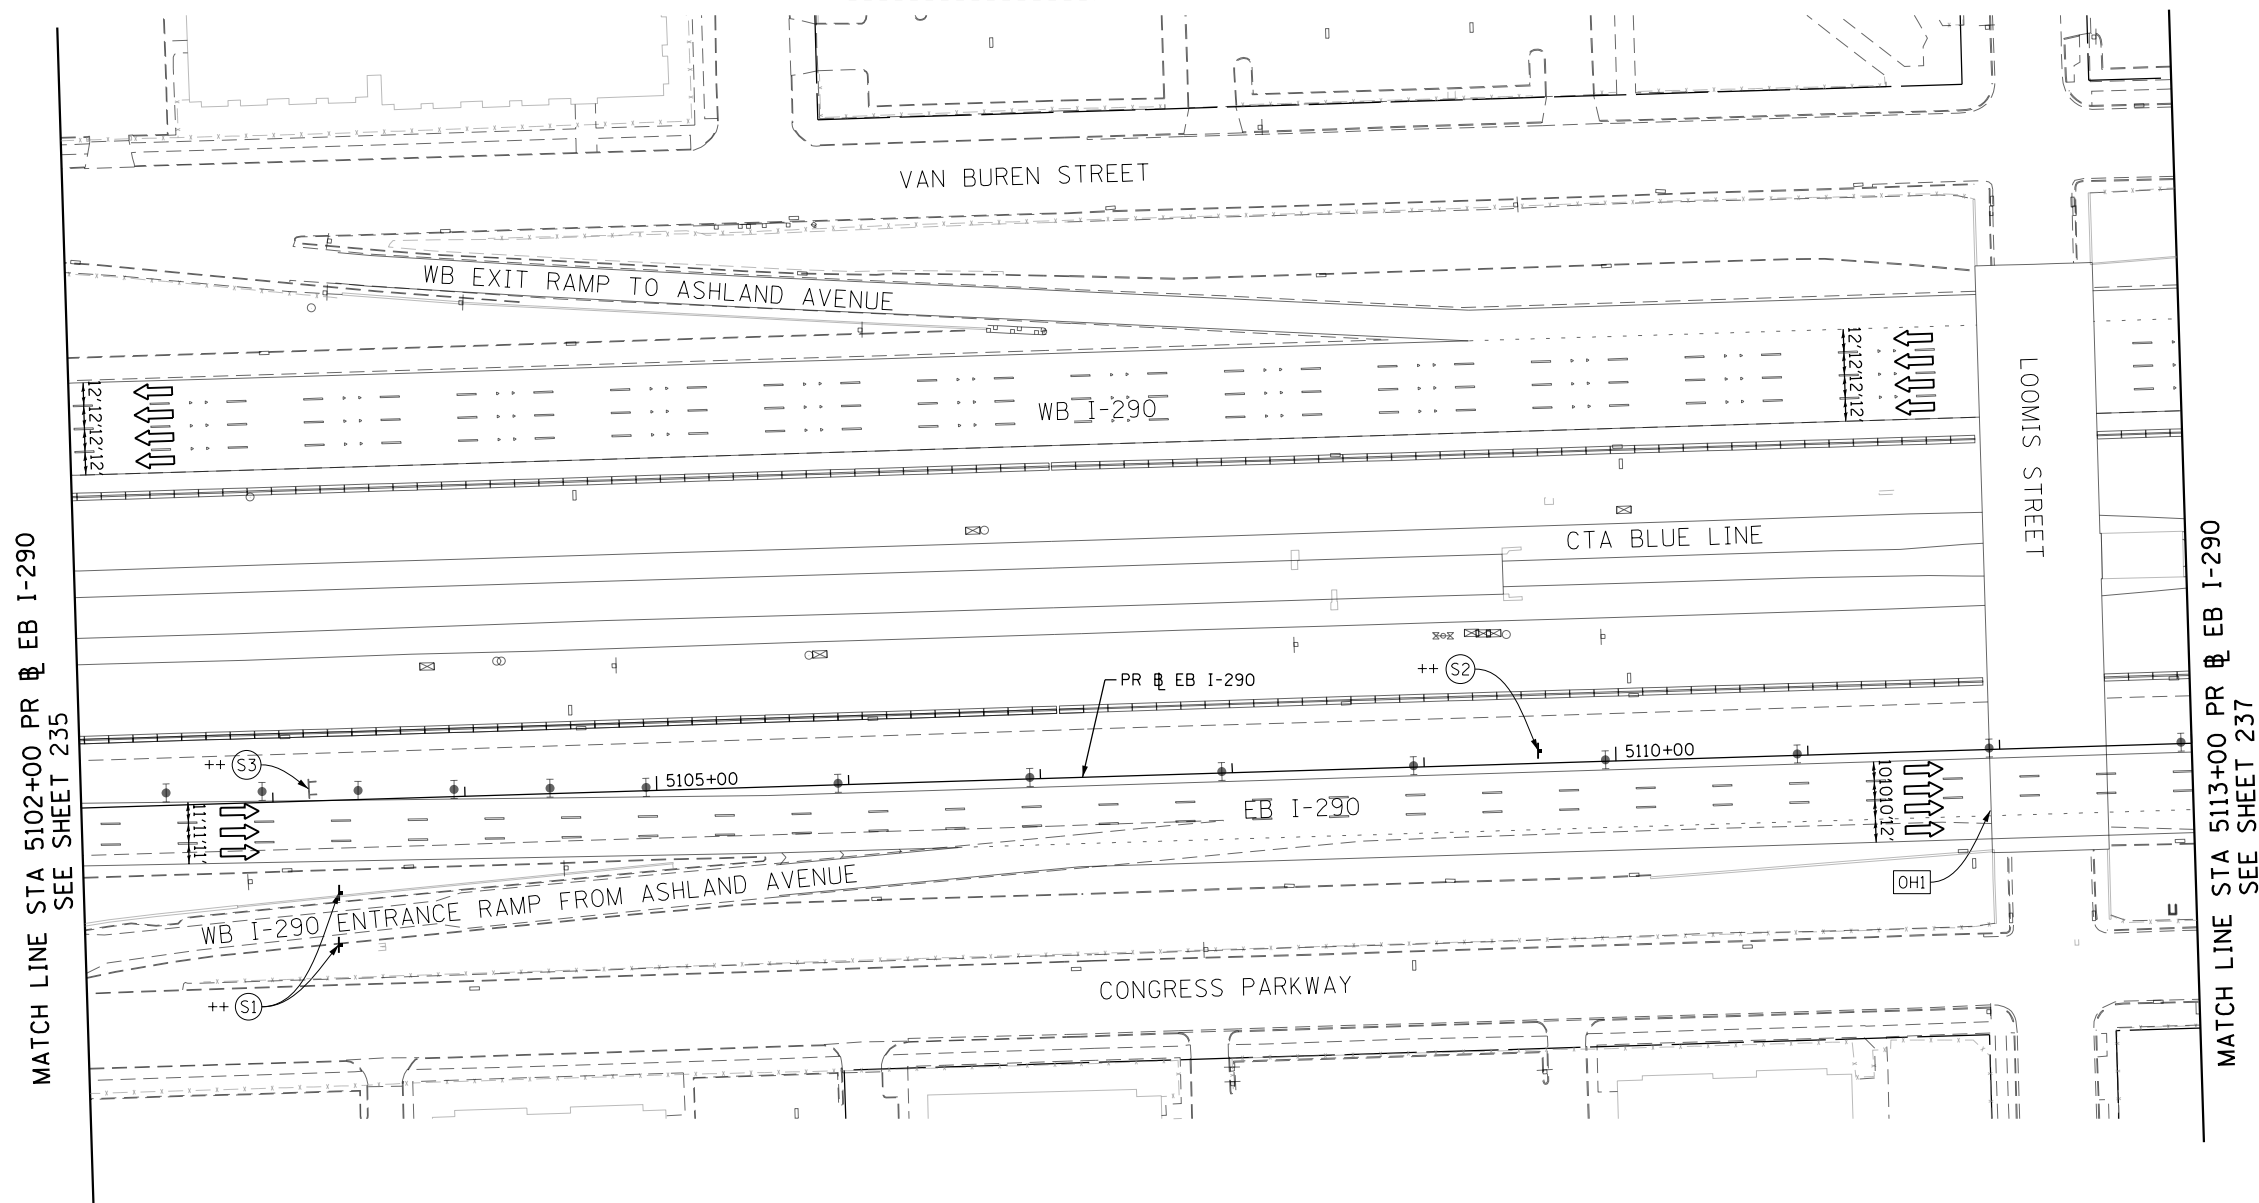 VAN BUREN STREET
WB EXIT RAMP TO ASHLAND AVENUE
12' 12' 12' 12'
12' 12' 12' 12'
WB I-290
LOOMIS STREET
CTA BLUE LINE
MATCH LINE STA 5102+00 PR BL EB I-290
SEE SHEET 235
MATCH LINE STA 5113+00 PR BL EB I-290
SEE SHEET 237
++ S2
PR BL EB I-290
++ S3
5105+00
5110+00
EB I-290
11' 11' 11'
10' 10' 10' 12'
OH1
WB I-290 ENTRANCE RAMP FROM ASHLAND AVENUE
++ S1
CONGRESS PARKWAY